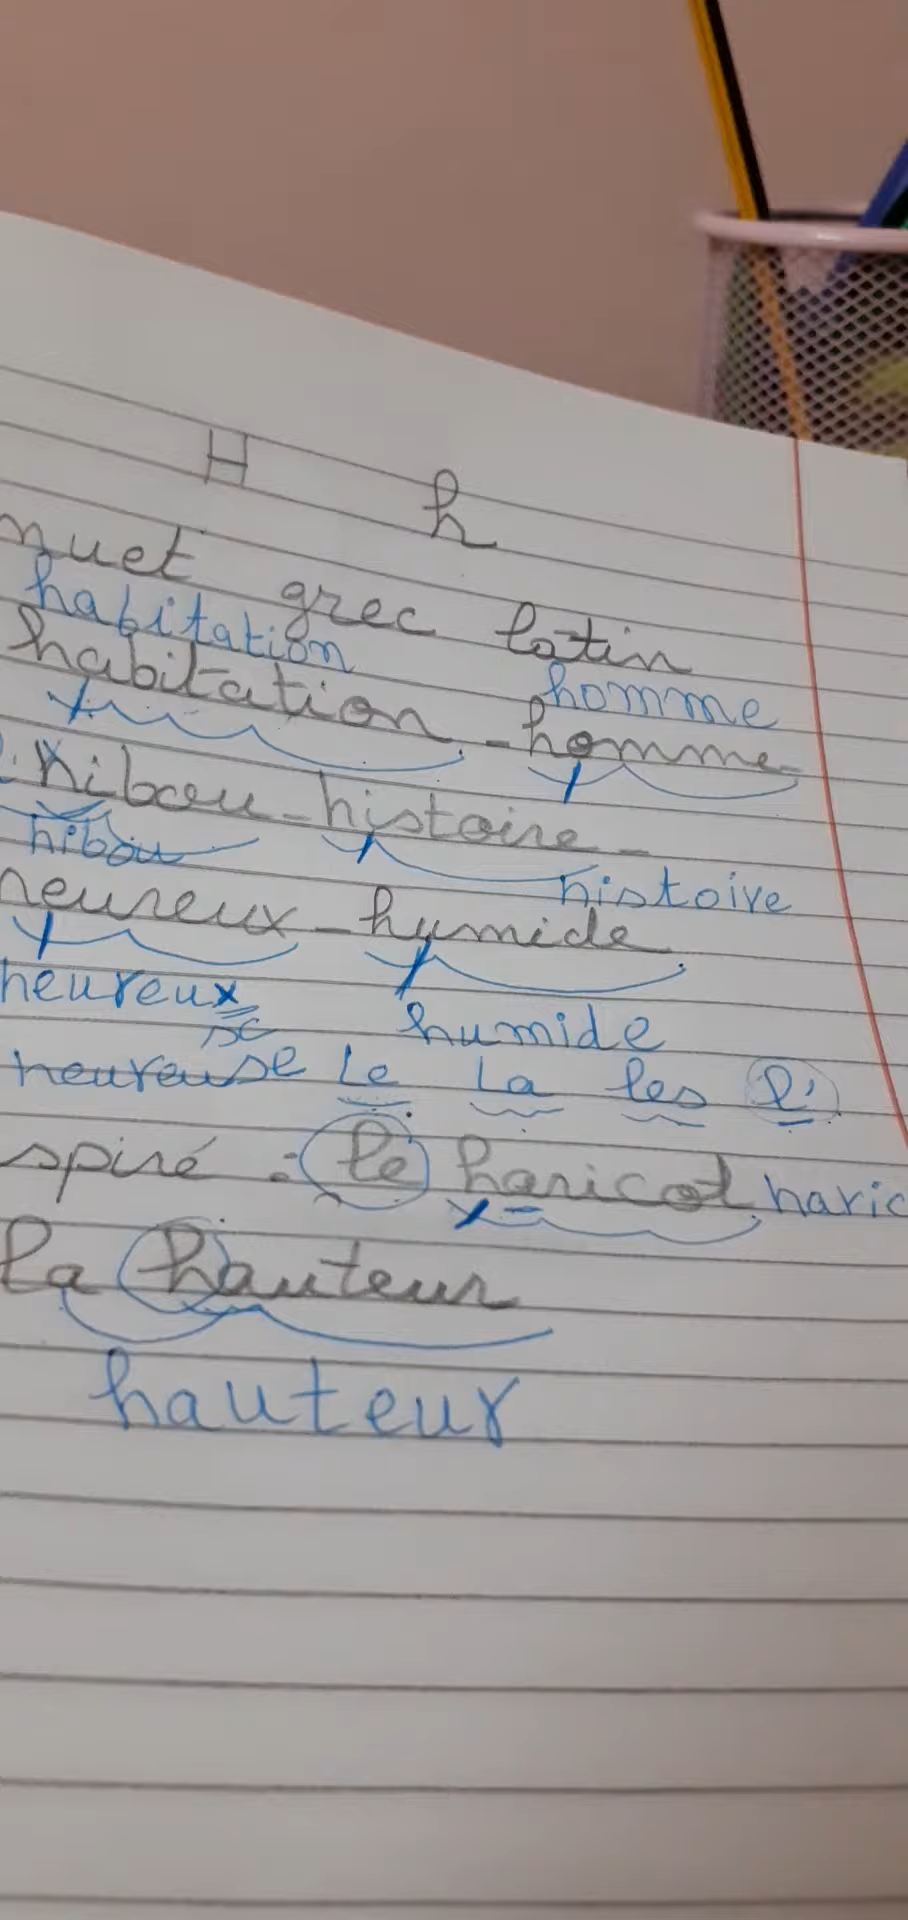 H h
muet grec latin
habitation homme
habitation - homme
hibou - histoire -
hibou histoire
heureux - humide
heureux humide
x
heureuse Le La les l'
spiré : le haricot haric
la hauteur
hauteur